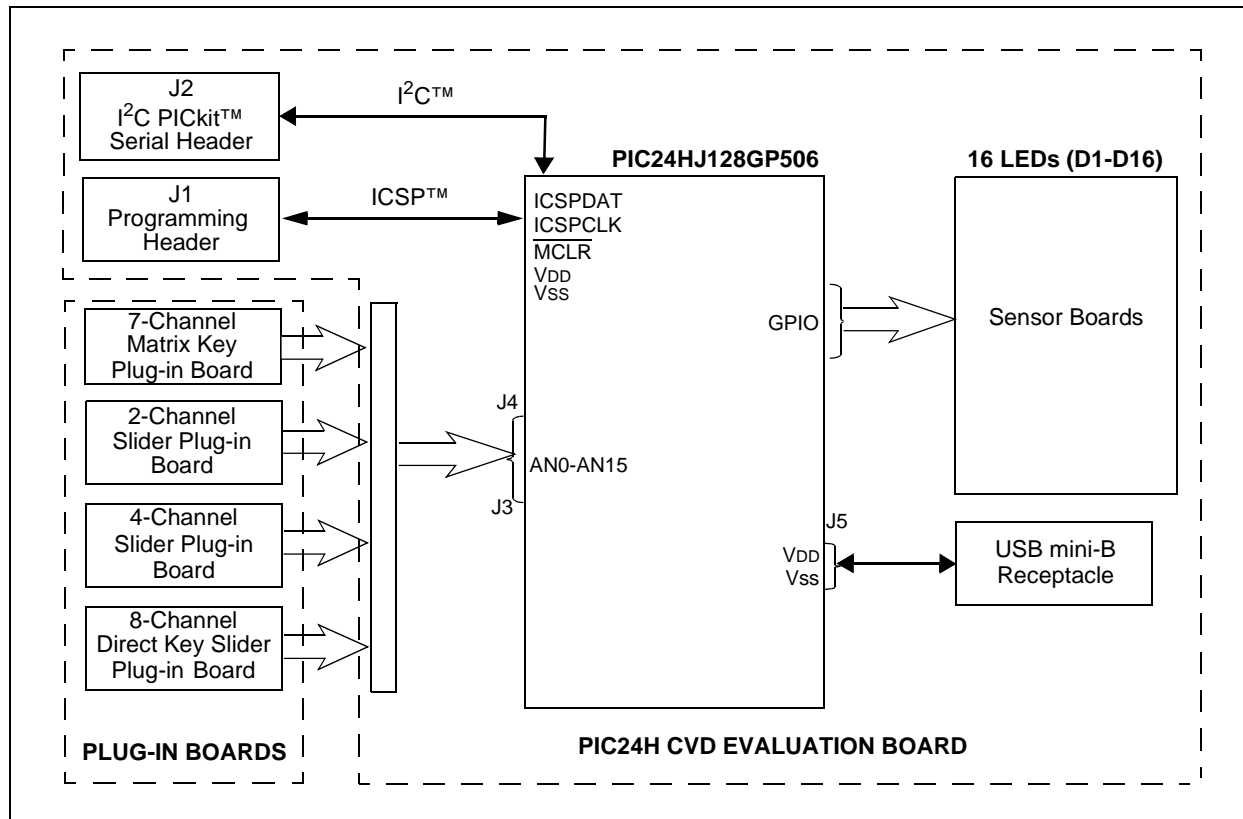 J2
I²C PICkit™
Serial Header
I²C™
J1
Programming
Header
ICSP™
PIC24HJ128GP506
ICSPDAT
ICSPCLK
MCLR
VDD
VSS
16 LEDs (D1-D16)
Sensor Boards
GPIO
7-Channel
Matrix Key
Plug-in Board
2-Channel
Slider Plug-in
Board
4-Channel
Slider Plug-in
Board
8-Channel
Direct Key Slider
Plug-in Board
J4
AN0-AN15
J3
J5
VDD
Vss
USB mini-B
Receptacle
PLUG-IN BOARDS
PIC24H CVD EVALUATION BOARD